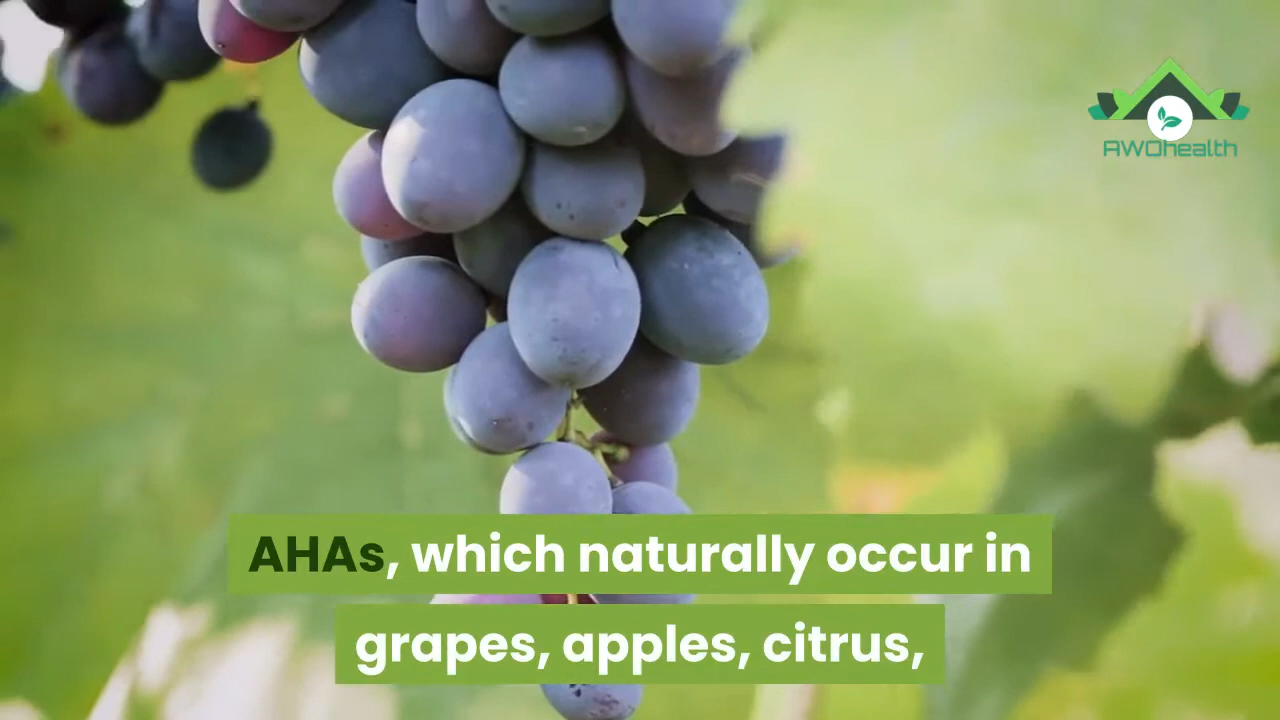 AWOhealth
AHAs, which naturally occur in
grapes, apples, citrus,